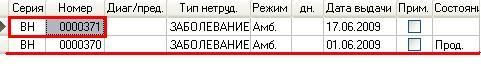 Серия Номер Диаг/пред. Тип нетруд. Режим дн. Дата выдачи Прим. Состояни
ВН 0000371 ЗАБОЛЕВАНИЕ Амб. 17.06.2009
ВН 0000370 ЗАБОЛЕВАНИЕ Амб. 01.06.2009 Прод.